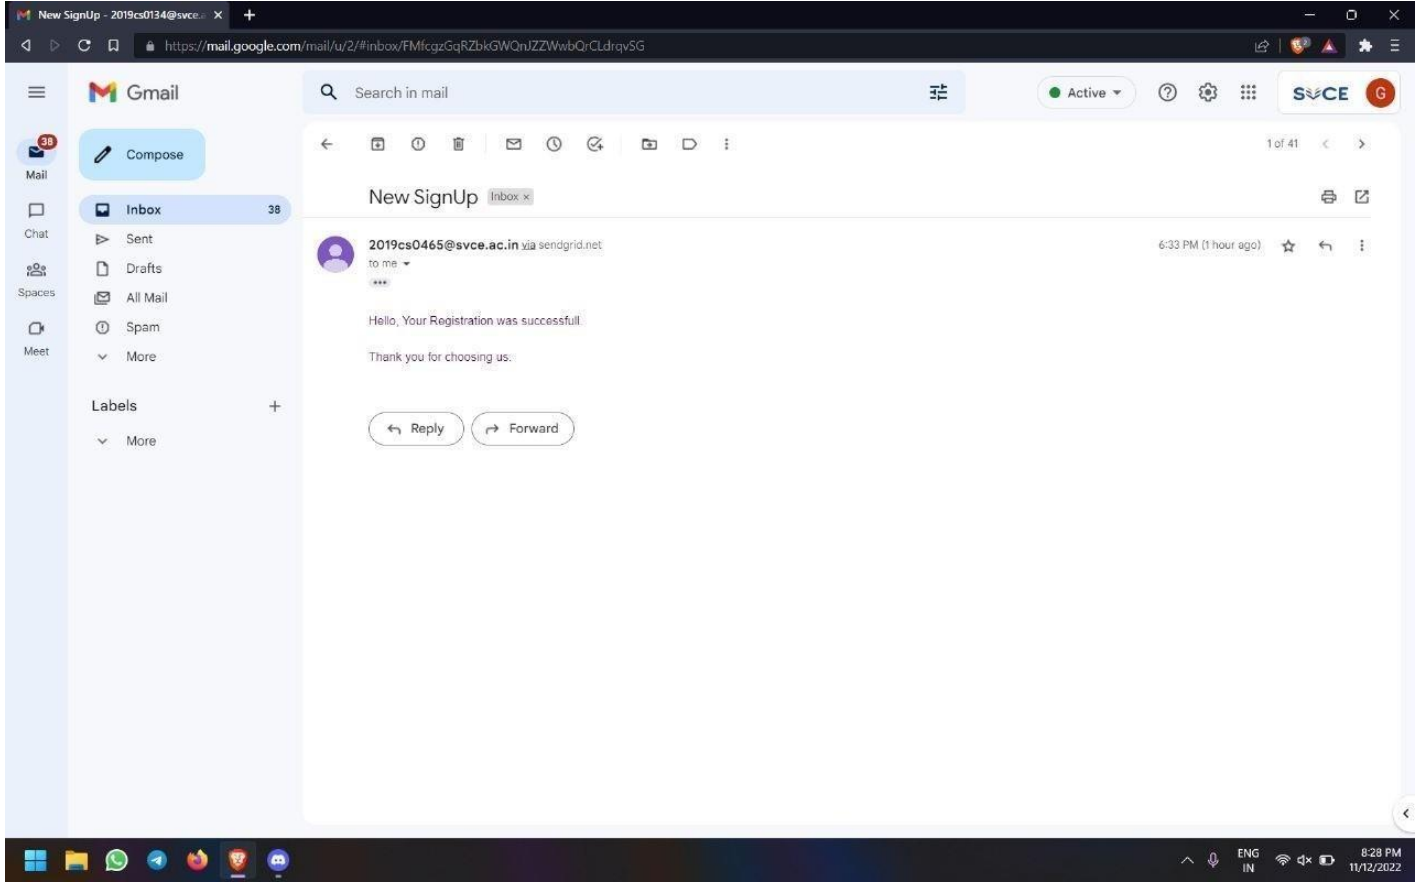 New SignUp - 2019cs0134@svce.a
https://mail.google.com/mail/u/2/#inbox/FMfcgzGqRZbkGWQnJZZWwbQrCLdrqvSG
Gmail
Search in mail
Active
SVCE
G
38
Mail
Compose
1 of 41
New SignUp
Inbox ×
Inbox 38
Chat
Sent
2019cs0465@svce.ac.in via sendgrid.net
6:33 PM (1 hour ago)
to me
Drafts
Spaces
All Mail
Spam
Hello, Your Registration was successfull.
Meet
More
Thank you for choosing us.
Labels
Reply
Forward
More
ENG
IN
8:28 PM
11/12/2022